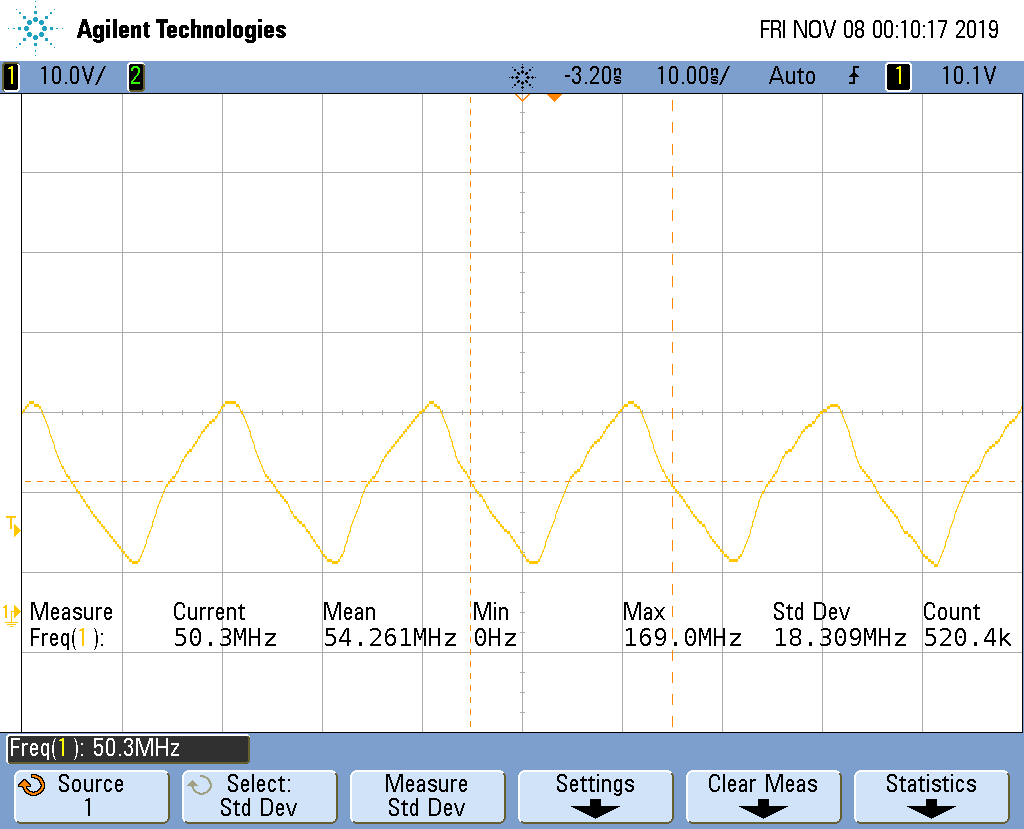 Agilent Technologies FRI NOV 08 00:10:17 2019
1 10.0V/ 2 -3.20s 10.00s/ Auto 1 10.1V
T
1
Measure Current Mean Min Max Std Dev Count
Freq(1): 50.3MHz 54.261MHz 0Hz 169.0MHz 18.309MHz 520.4k
Freq(1): 50.3MHz
Source Select: Measure Settings Clear Meas Statistics
1 Std Dev Std Dev